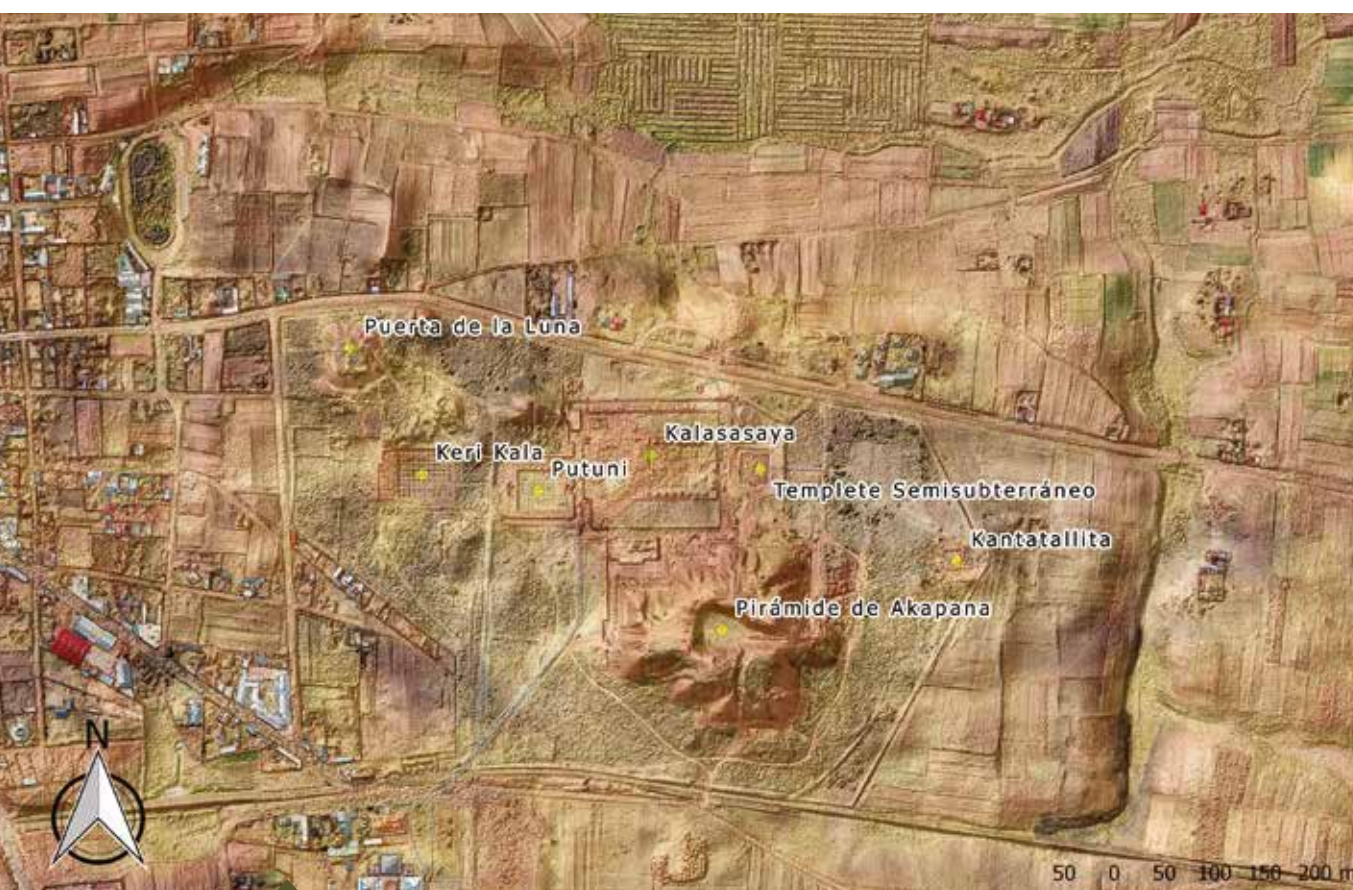 Puerta de la Luna
Kalasasaya
Keri Kala
Putuni
Templete Semisubterráneo
Kantatallita
Pirámide de Akapana
N
50 0 50 100 150 200 m